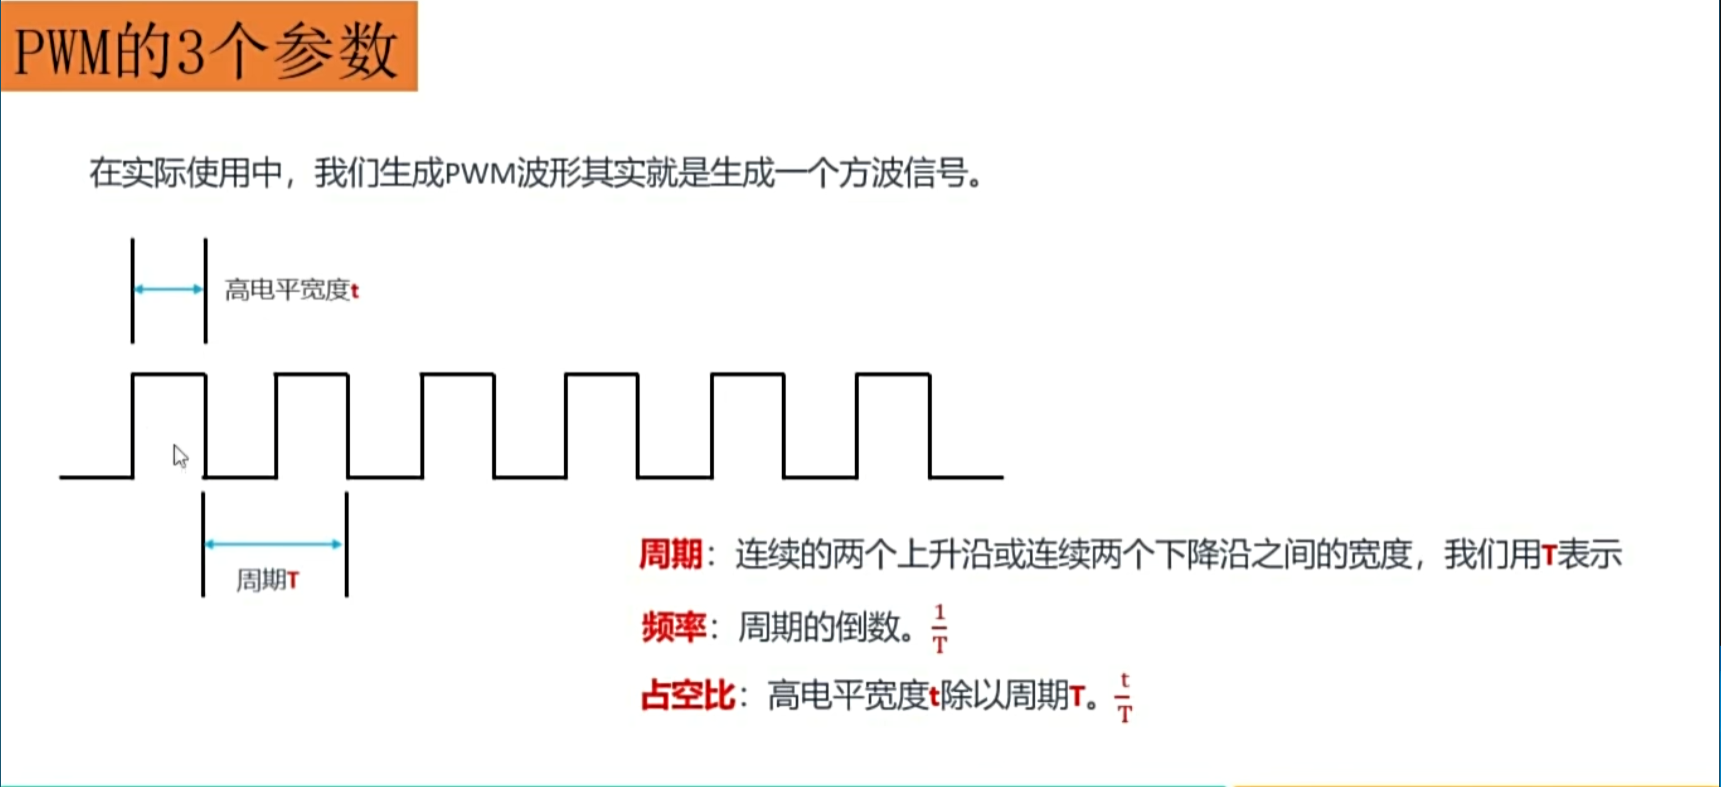 PWM的3个参数
在实际使用中，我们生成PWM波形其实就是生成一个方波信号。
高电平宽度t
周期T
周期：连续的两个上升沿或连续两个下降沿之间的宽度，我们用T表示
频率：周期的倒数。1/T
占空比：高电平宽度t除以周期T。t/T